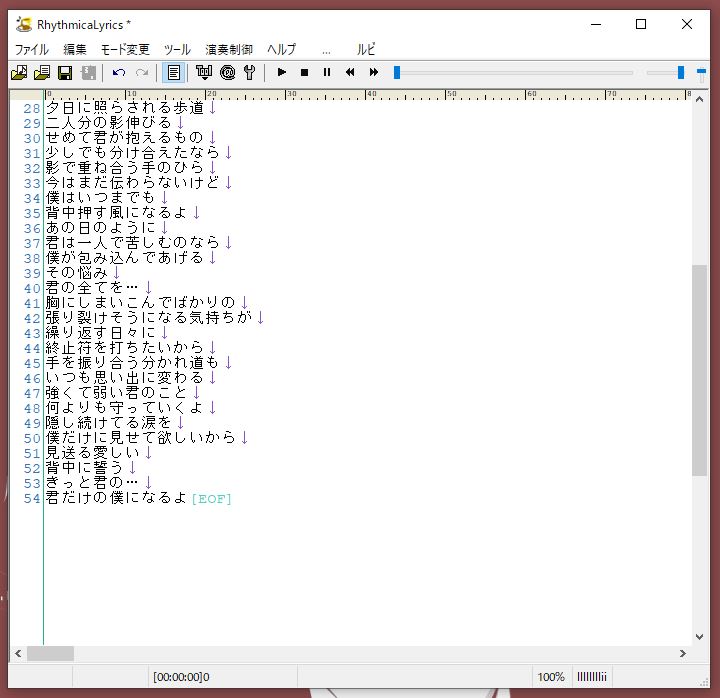 RhythmicaLyrics *
ファイル 編集 モード変更 ツール 演奏制御 ヘルプ ... ルビ
0 10 20 30 40 50 60 70 8
28 夕日に照らされる歩道↓
29 二人分の影伸びる↓
30 せめて君が抱えるもの↓
31 少しでも分け合えたなら↓
32 影で重ね合う手のひら↓
33 今はまだ伝わらないけど↓
34 僕はいつまでも↓
35 背中押す風になるよ↓
36 あの日のように↓
37 君は一人で苦しむのなら↓
38 僕が包み込んであげる↓
39 その悩み↓
40 君の全てを…↓
41 胸にしまいこんでばかりの↓
42 張り裂けそうになる気持ちが↓
43 繰り返す日々に↓
44 終止符を打ちたいから↓
45 手を振り合う分かれ道も↓
46 いつも思い出に変わる↓
47 強くて弱い君のこと↓
48 何よりも守っていくよ↓
49 隠し続けてる涙を↓
50 僕だけに見せて欲しいから↓
51 見送る愛しい↓
52 背中に誓う↓
53 きっと君の…↓
54 君だけの僕になるよ[EOF]
[00:00:00]0 100% llllllllii